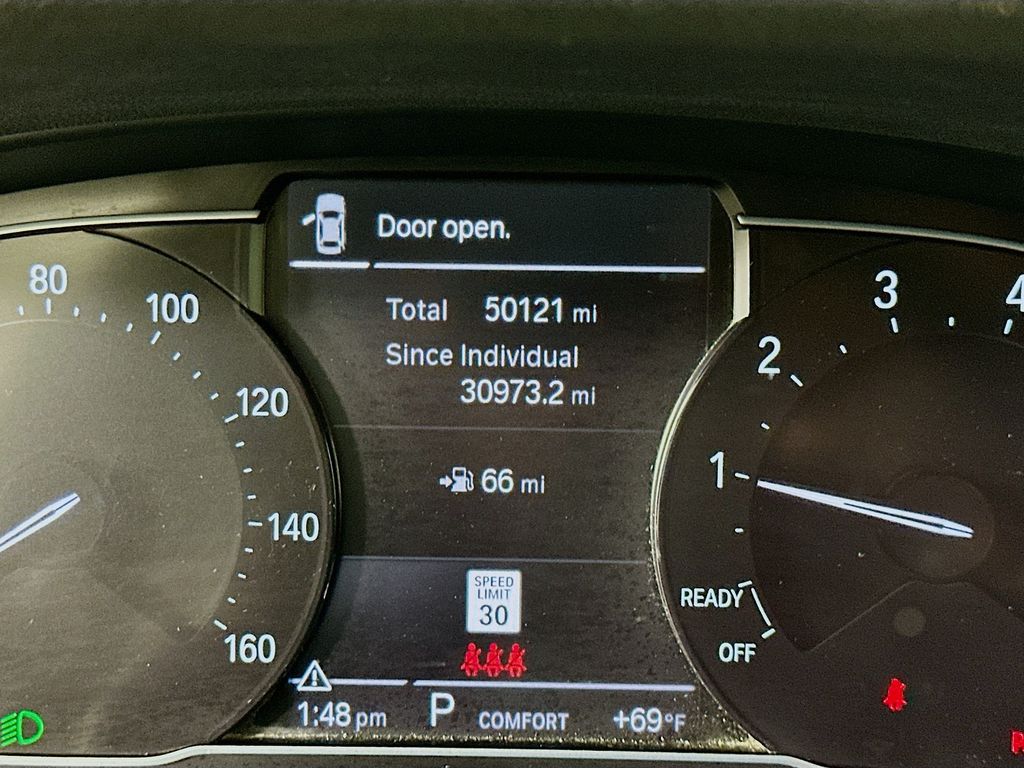 Door open.
Total 50121 mi
Since Individual
30973.2 mi
66 mi
SPEED
LIMIT
30
1:48 pm P COMFORT +69°F
80
100
120
140
160
4
3
2
1
READY
OFF